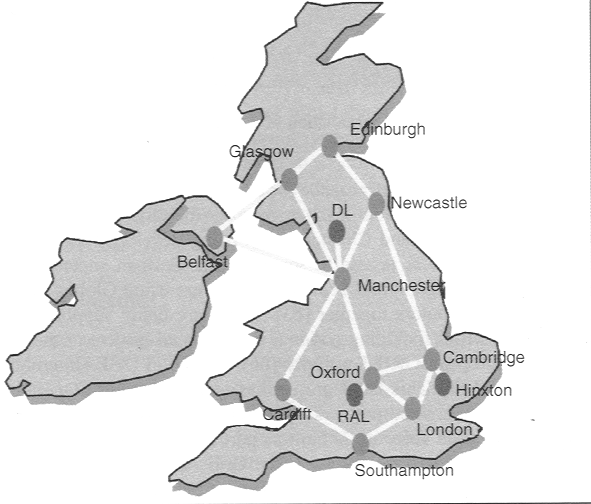 Edinburgh
Glasgow
Newcastle
DL
Belfast
Manchester
Oxford
Cambridge
Hinxton
Cardiff
RAL
London
Southampton